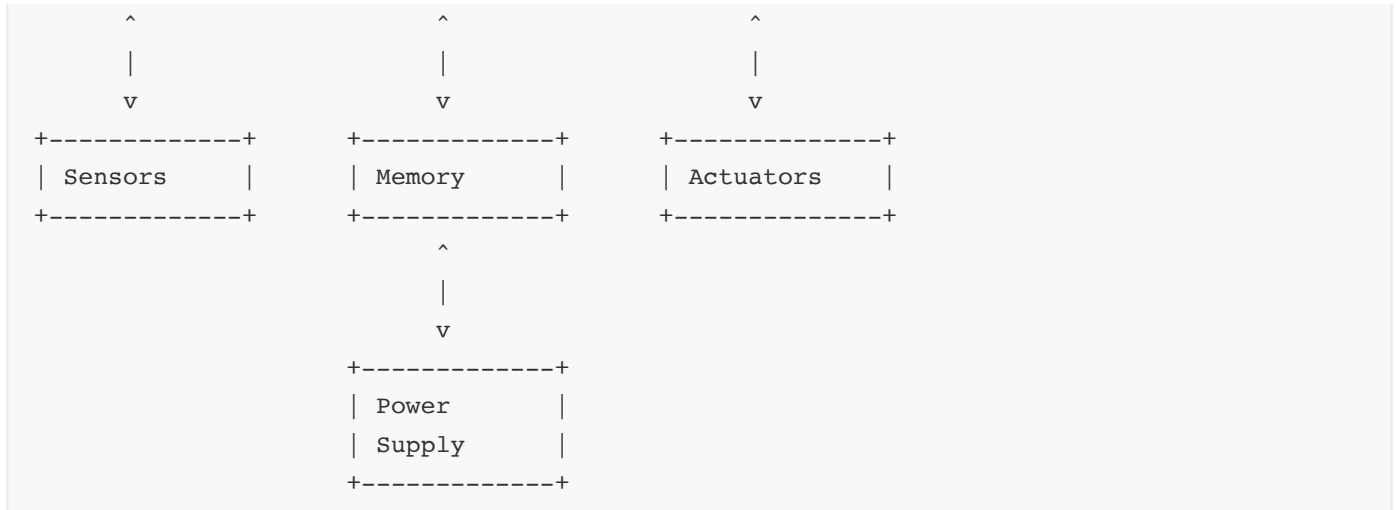 ^ ^ ^
| | |
v v v
+-------------+ +-------------+ +--------------+
| Sensors | | Memory | | Actuators |
+-------------+ +-------------+ +--------------+
^
|
v
+-------------+
| Power |
| Supply |
+-------------+